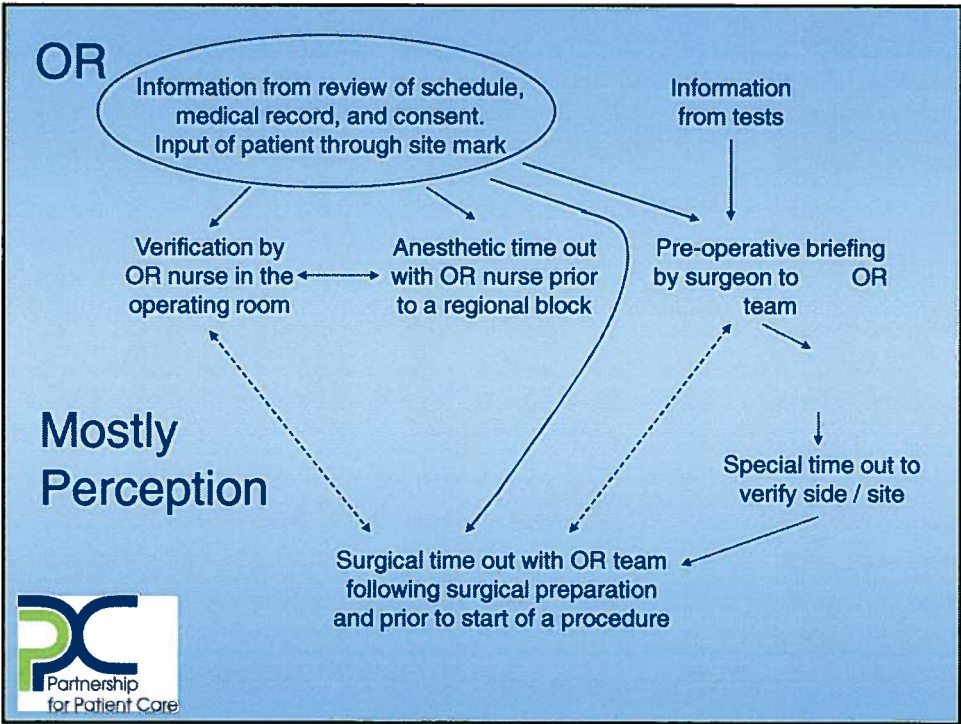 OR
Information from review of schedule,
medical record, and consent.
Input of patient through site mark
Information
from tests
Verification by
OR nurse in the
operating room
Anesthetic time out
with OR nurse prior
to a regional block
Pre-operative briefing
by surgeon to OR
team
Mostly
Perception
Special time out to
verify side / site
Surgical time out with OR team
following surgical preparation
and prior to start of a procedure
PC
Partnership
for Patient Care